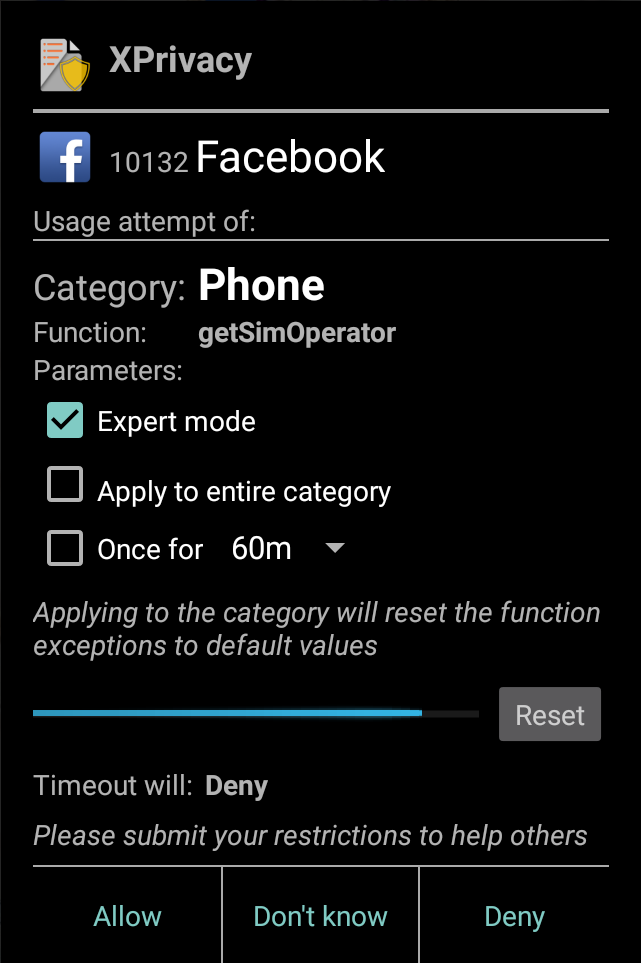 XPrivacy
10132 Facebook
Usage attempt of:
Category: Phone
Function: getSimOperator
Parameters:
Expert mode
Apply to entire category
Once for 60m
Applying to the category will reset the function
exceptions to default values
Reset
Timeout will: Deny
Please submit your restrictions to help others
Allow Don't know Deny